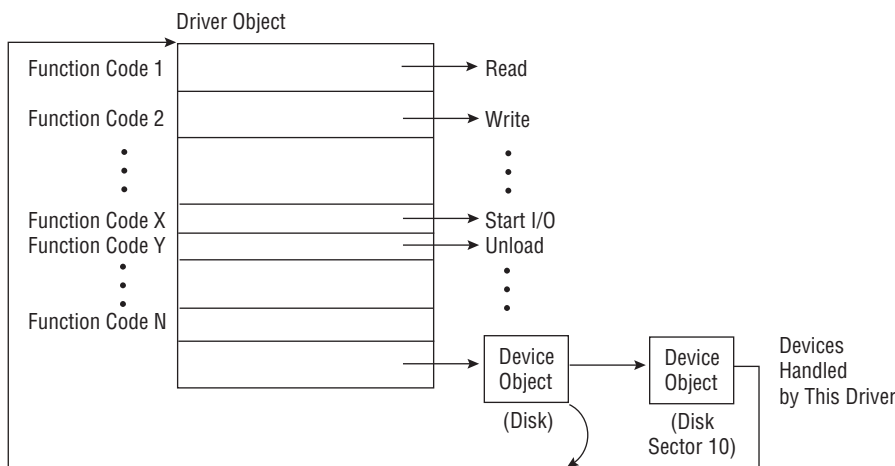 Driver Object
Function Code 1
Read
Function Code 2
Write
Function Code X
Start I/O
Function Code Y
Unload
Function Code N
Device
Object
(Disk)
Device
Object
(Disk
Sector 10)
Devices
Handled
by This Driver